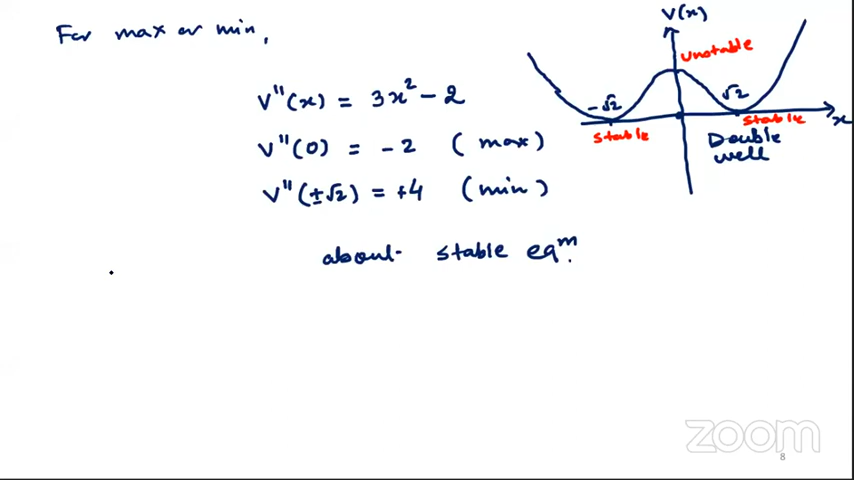 For max or min,
V(x)
unstable
V''(x) = 3x² - 2
-√2
√2
stable
stable
x
V''(0) = -2 (max)
Double
well
V''(±√2) = +4 (min)
about stable eqᵐ.
zoom
8